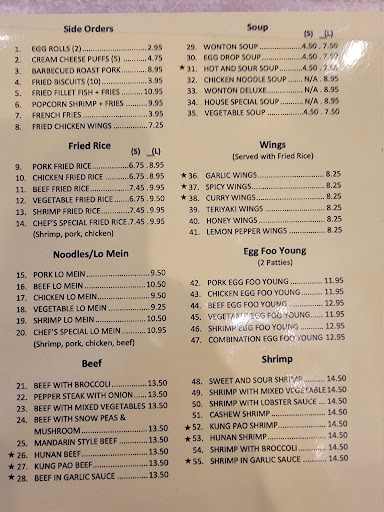 Side Orders
1. EGG ROLLS (2) 2.95
2. CREAM CHEESE PUFFS (5) 4.75
3. BARBECUED ROAST PORK 8.95
4. FRIED BISCUITS (10) 3.95
5. FRIED FILLET FISH + FRIES 10.95
6. POPCORN SHRIMP + FRIES 9.95
7. FRENCH FRIES 3.95
8. FRIED CHICKEN WINGS 7.25
Fried Rice
(S) (L)
9. PORK FRIED RICE 6.75 .8.95
10. CHICKEN FRIED RICE 6.75 .8.95
11. BEEF FRIED RICE 7.45 .9.95
12. VEGETABLE FRIED RICE 6.75 .9.50
13. SHRIMP FRIED RICE 7.45 .9.95
14. CHEF'S SPECIAL FRIED RICE 7.45 .9.95
(Shrimp, pork, chicken)
Noodles/Lo Mein
15. PORK LO MEIN 9.50
16. BEEF LO MEIN 10.50
17. CHICKEN LO MEIN 9.50
18. VEGETABLE LO MEIN 9.25
19. SHRIMP LO MEIN 10.50
20. CHEF'S SPECIAL LO MEIN 10.95
(Shrimp, pork, chicken, beef)
Beef
21. BEEF WITH BROCCOLI 13.50
22. PEPPER STEAK WITH ONION 13.50
23. BEEF WITH MIXED VEGETABLES 13.50
24. BEEF WITH SNOW PEAS &
MUSHROOM 13.50
25. MANDARIN STYLE BEEF 13.50
★ 26. HUNAN BEEF 13.50
★ 27. KUNG PAO BEEF 13.50
★ 28. BEEF IN GARLIC SAUCE 13.50
Soup
(S) (L)
29. WONTON SOUP 4.50 . 7.50
30. EGG DROP SOUP 4.50 . 7.50
★ 31. HOT AND SOUR SOUP 4.50 . 7.50
32. CHICKEN NOODLE SOUP N/A . 8.95
33. WONTON DELUXE N/A . 8.95
34. HOUSE SPECIAL SOUP N/A . 8.95
35. VEGETABLE SOUP 4.50 . 7.50
Wings
(Served with Fried Rice)
★ 36. GARLIC WINGS 8.25
★ 37. SPICY WINGS 8.25
★ 38. CURRY WINGS 8.25
39. TERIYAKI WINGS 8.25
40. HONEY WINGS 8.25
41. LEMON PEPPER WINGS 8.25
Egg Foo Young
(2 Patties)
42. PORK EGG FOO YOUNG 11.95
43. CHICKEN EGG FOO YOUNG 11.95
44. BEEF EGG FOO YOUNG 12.95
45. VEGETABLE EGG FOO YOUNG 11.95
46. SHRIMP EGG FOO YOUNG 12.95
47. COMBINATION EGG FOO YOUNG 12.95
Shrimp
48. SWEET AND SOUR SHRIMP 14.50
49. SHRIMP WITH MIXED VEGETABLE 14.50
50. SHRIMP WITH LOBSTER SAUCE 14.50
51. CASHEW SHRIMP 14.50
★ 52. KUNG PAO SHRIMP 14.50
★ 53. HUNAN SHRIMP 14.50
54. SHRIMP WITH BROCCOLI 14.50
★ 55. SHRIMP IN GARLIC SAUCE 14.50